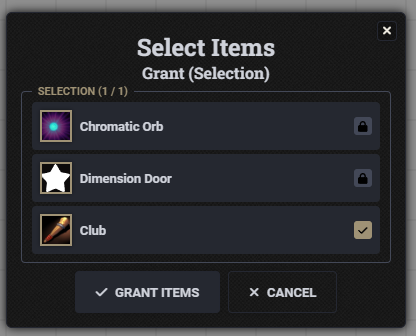 Select Items
Grant (Selection)
SELECTION (1 / 1)
Chromatic Orb
Dimension Door
Club
GRANT ITEMS
CANCEL